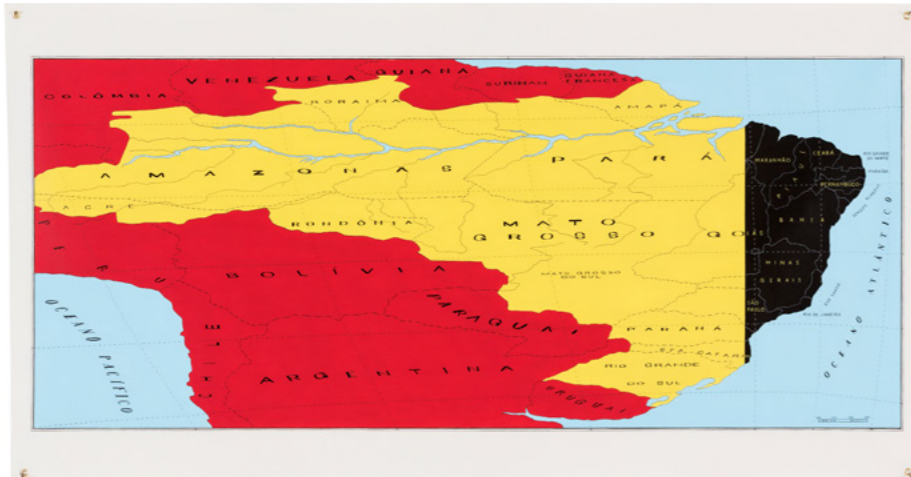 VENEZUELA
GUIANA
COLÔMBIA
SURINAM
GUIANA
FRANCESA
RORAIMA
AMAPÁ
AMAZONAS
PARÁ
MARANHÃO
CEARÁ
RIO GRANDE
DO NORTE
PARAÍBA
PIAUÍ
PERNAMBUCO
ACRE
RONDÔNIA
MATO
GROSSO
GOIÁS
BAHIA
PERU
BOLÍVIA
MATO GROSSO
DO SUL
MINAS
GERAIS
SÃO
PAULO
RIO DE JANEIRO
PARAGUAI
PARANÁ
STA. CATARI
CHILE
ARGENTINA
RIO GRANDE
DO SUL
URUGUAI
OCEANO PACÍFICO
OCEANO ATLÂNTICO